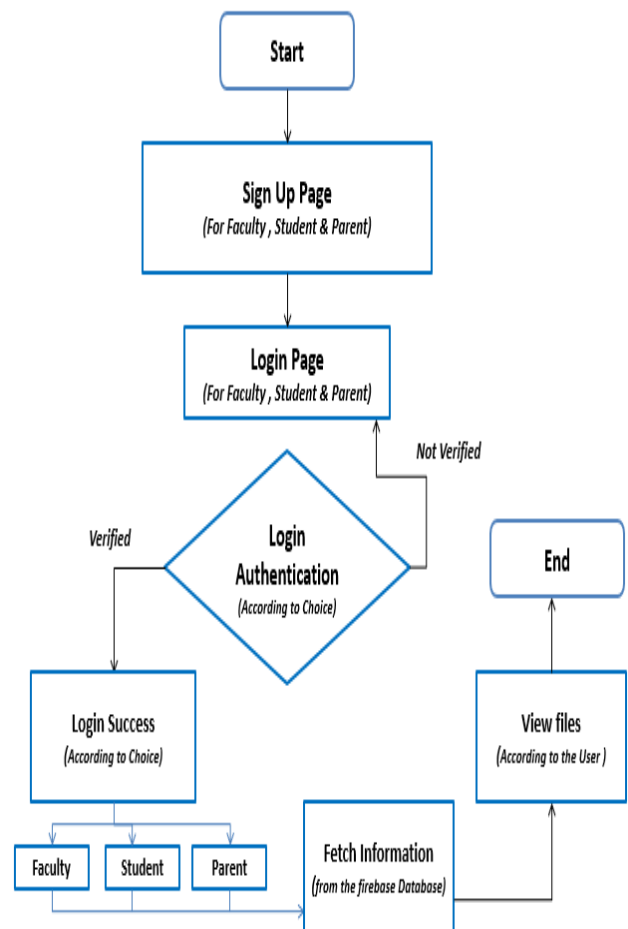 Start
Sign Up Page
(For Faculty , Student & Parent)
Login Page
(For Faculty , Student & Parent)
Not Verified
Verified
Login
Authentication
(According to Choice)
End
Login Success
(According to Choice)
View files
(According to the User )
Faculty
Student
Parent
Fetch Information
(from the firebase Database)